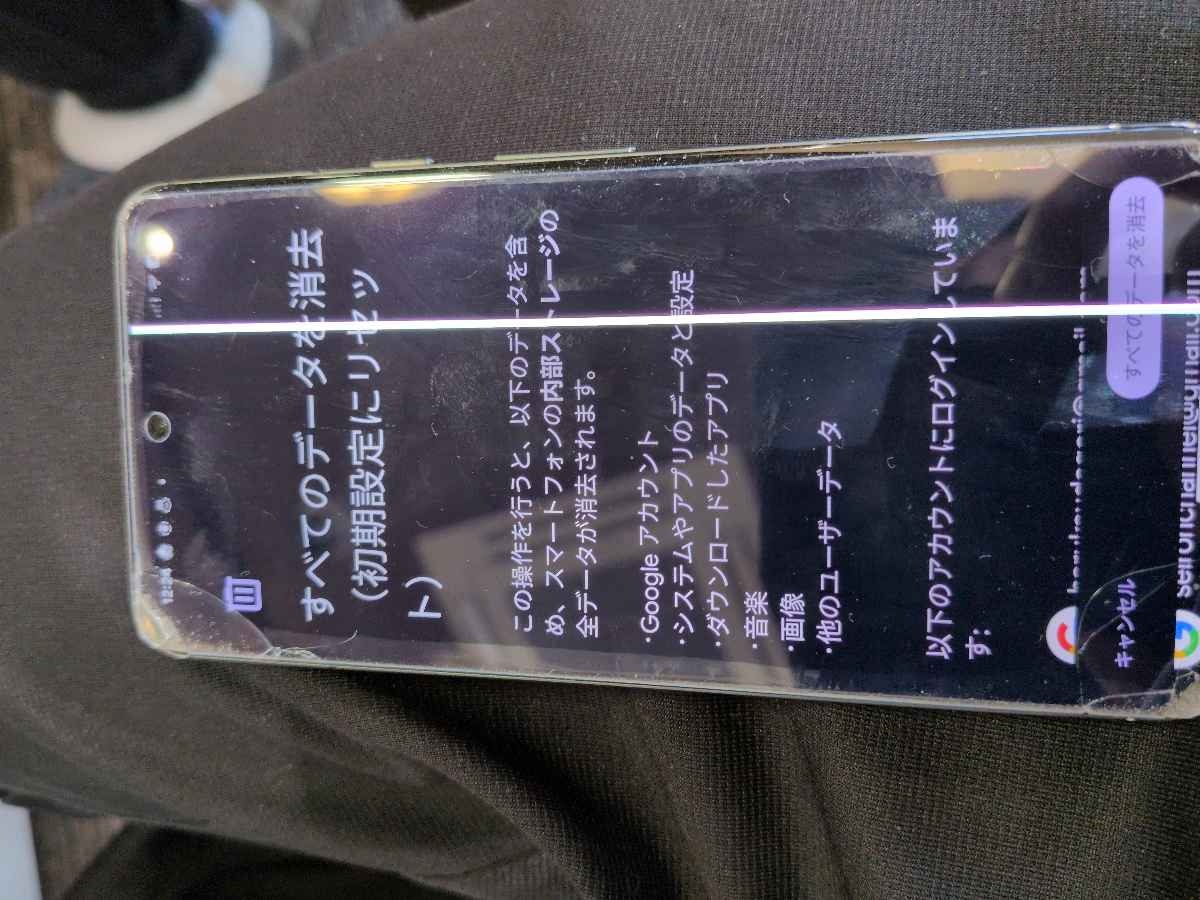 すべてのデータを消去
（初期設定にリセッ
ト）
この操作を行うと、以下のデータを含
め、スマートフォンの内部ストレージの
全データが消去されます。
·Google アカウント
·システムやアプリのデータと設定
·ダウンロードしたアプリ
·音楽
·画像
·他のユーザーデータ
以下のアカウントにログインしていま
す:
キャンセル
すべてのデータを消去